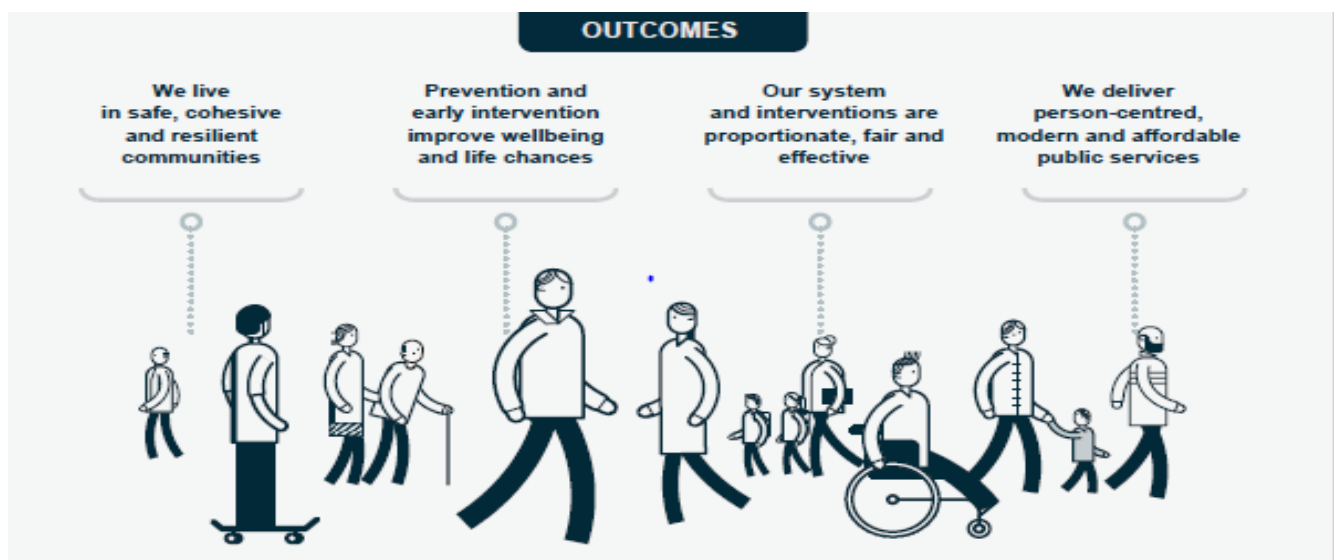 OUTCOMES
We live
in safe, cohesive
and resilient
communities
Prevention and
early intervention
improve wellbeing
and life chances
Our system
and interventions are
proportionate, fair and
effective
We deliver
person-centred,
modern and affordable
public services